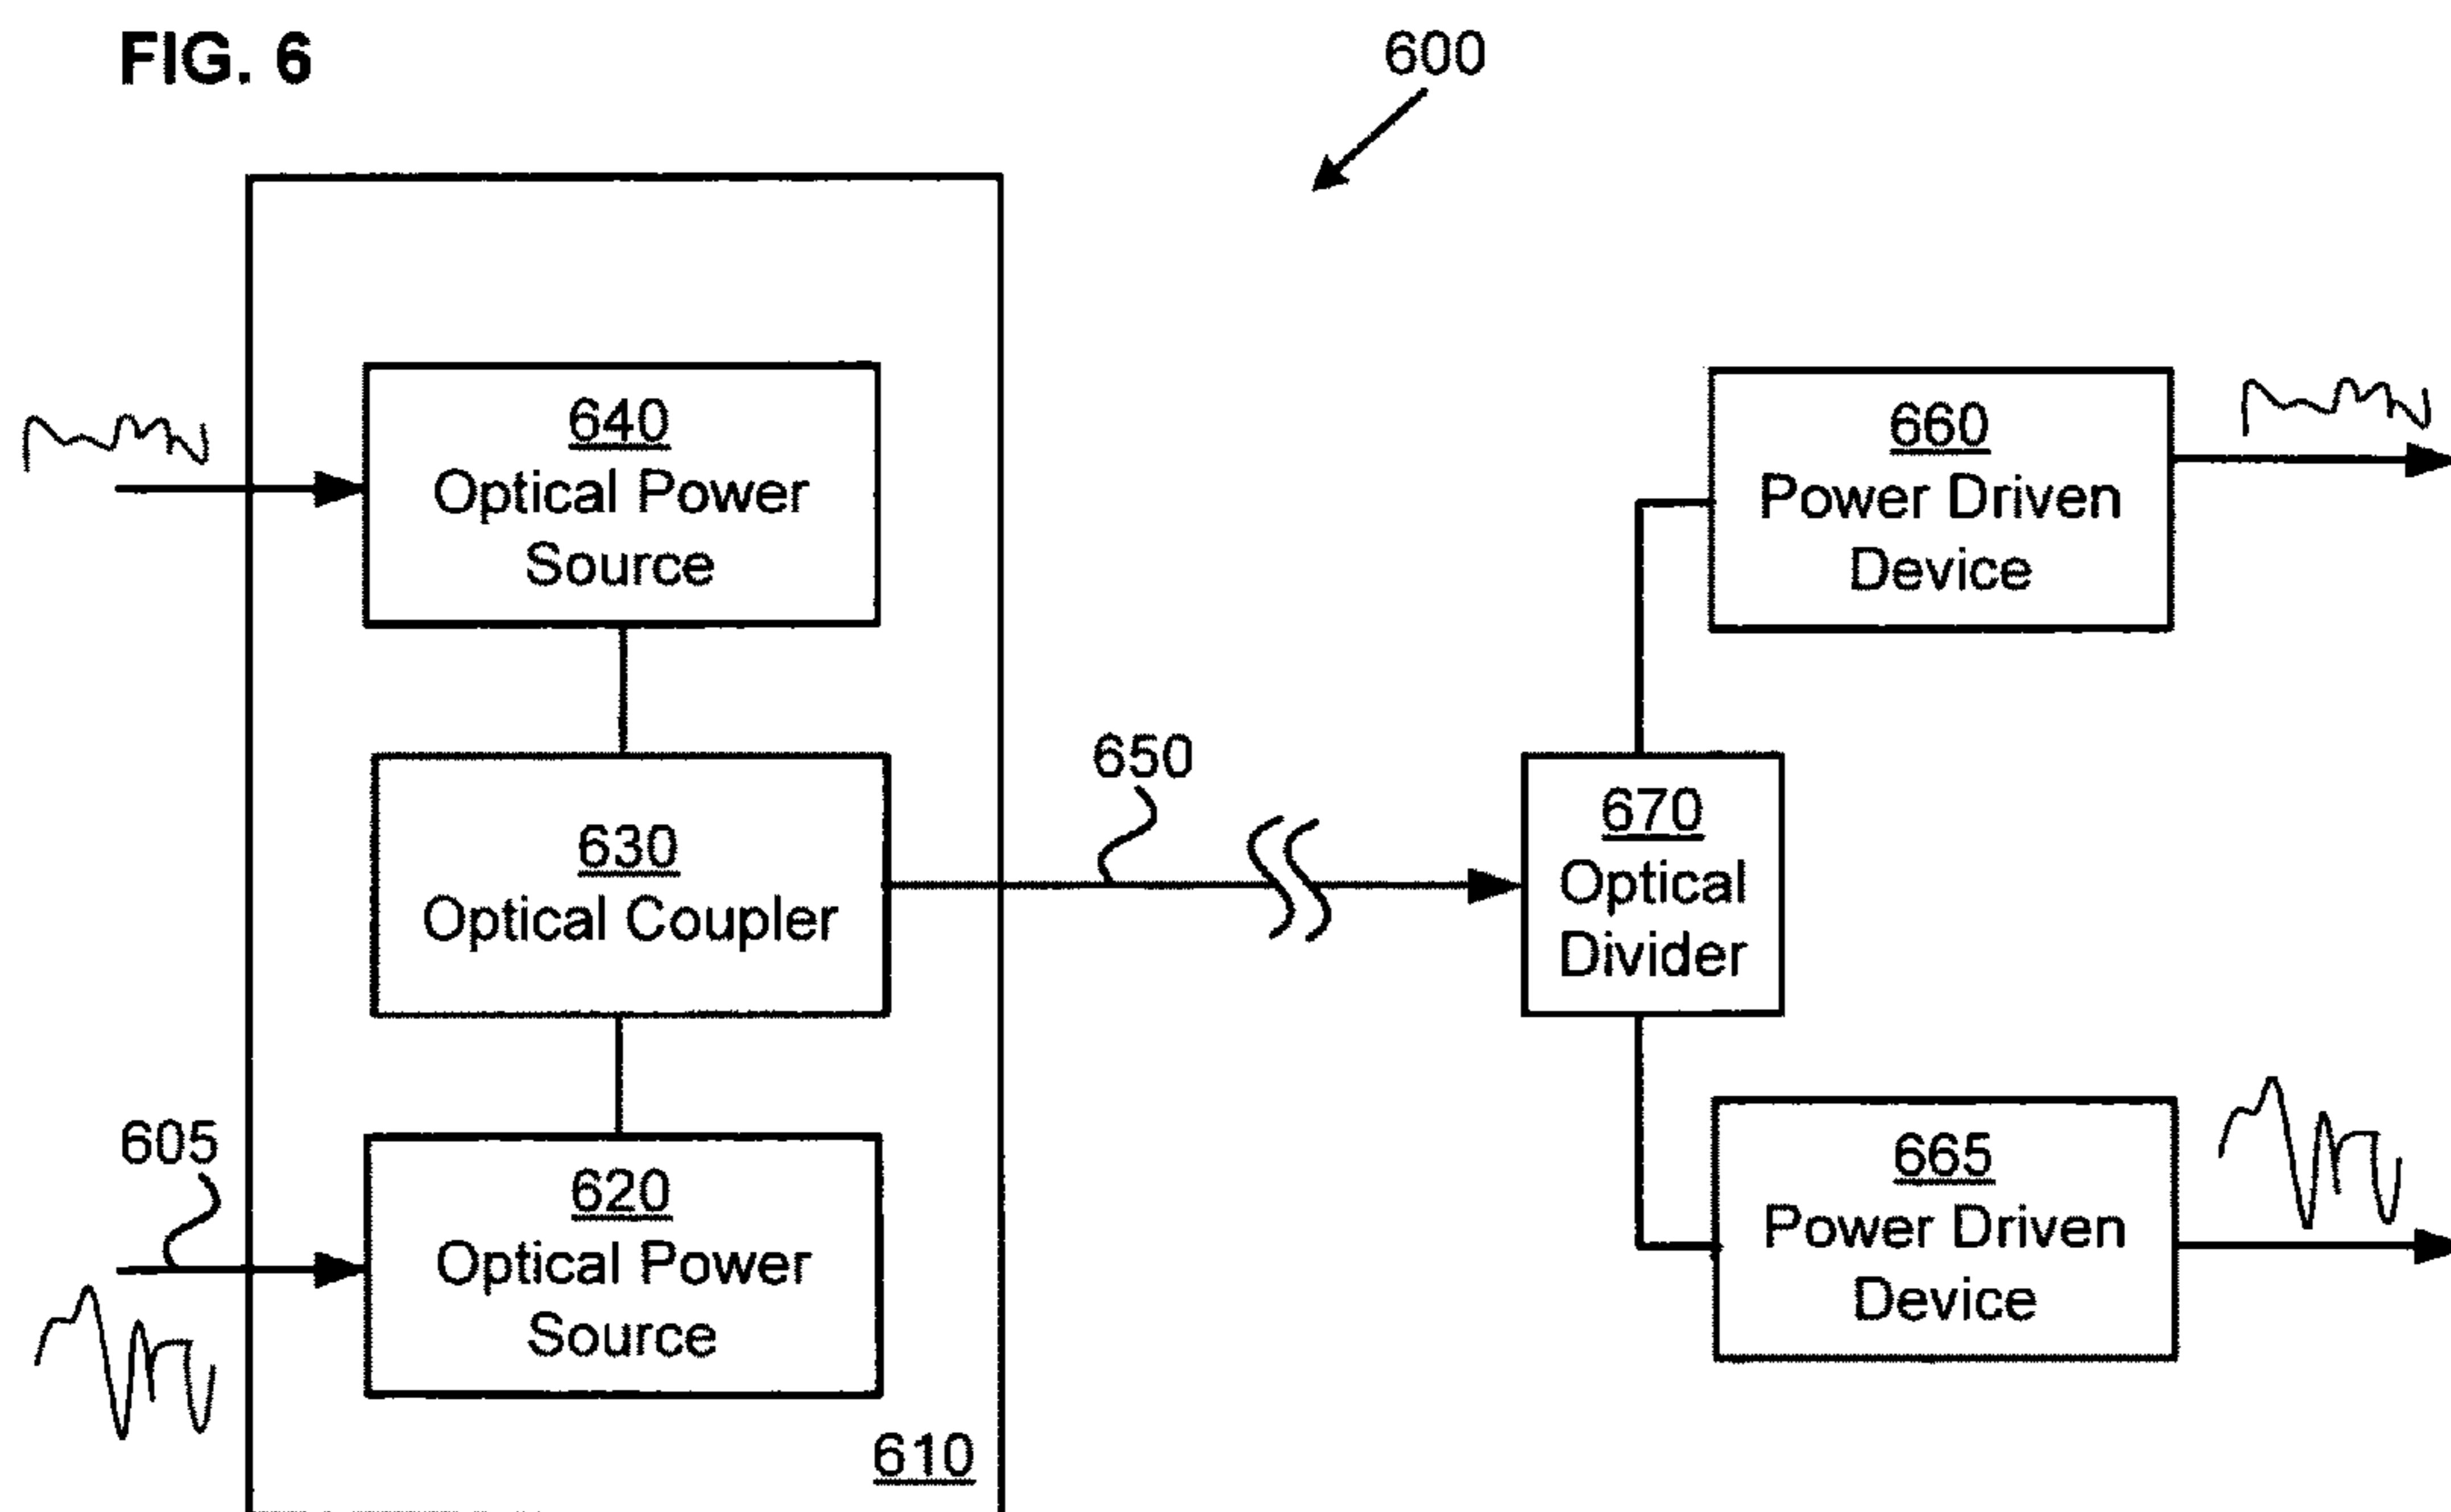 FIG. 6
600
640
Optical Power
Source
660
Power Driven
Device
650
630
Optical Coupler
670
Optical
Divider
605
620
Optical Power
Source
665
Power Driven
Device
610